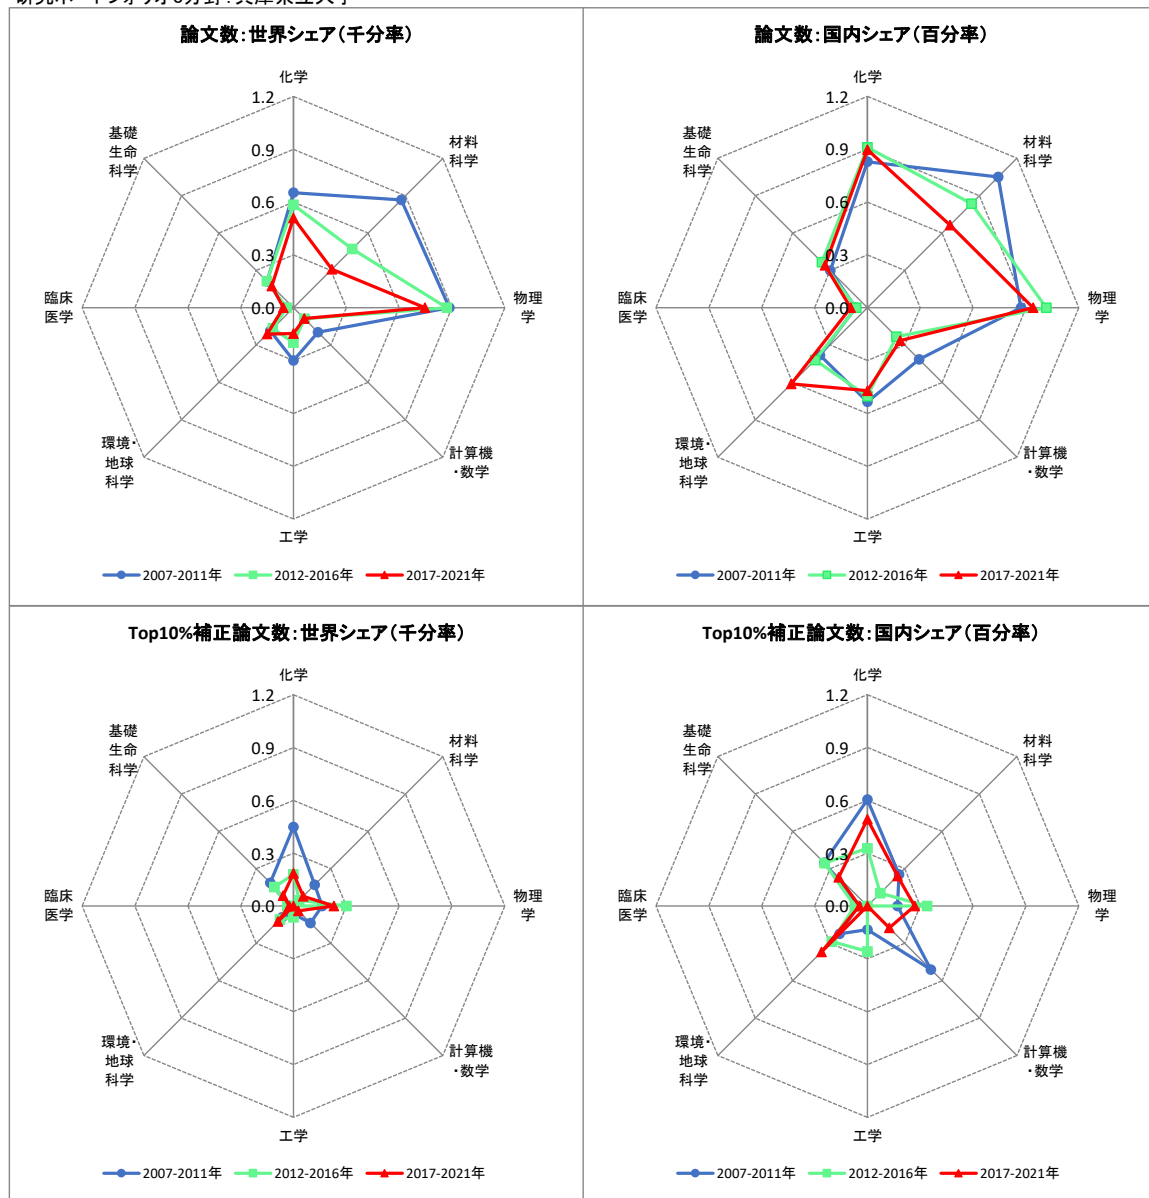 論文数：世界シェア（千分率）
化学
1.2
0.9
0.6
0.3
0.0
材料
科学
物理
学
計算機
・数学
工学
環境・
地球
科学
臨床
医学
基礎
生命
科学
2007-2011年
2012-2016年
2017-2021年
論文数：国内シェア（百分率）
化学
1.2
0.9
0.6
0.3
0.0
材料
科学
物理
学
計算機
・数学
工学
環境・
地球
科学
臨床
医学
基礎
生命
科学
2007-2011年
2012-2016年
2017-2021年
Top10%補正論文数：世界シェア（千分率）
化学
1.2
0.9
0.6
0.3
0.0
材料
科学
物理
学
計算機
・数学
工学
環境・
地球
科学
臨床
医学
基礎
生命
科学
2007-2011年
2012-2016年
2017-2021年
Top10%補正論文数：国内シェア（百分率）
化学
1.2
0.9
0.6
0.3
0.0
材料
科学
物理
学
計算機
・数学
工学
環境・
地球
科学
臨床
医学
基礎
生命
科学
2007-2011年
2012-2016年
2017-2021年